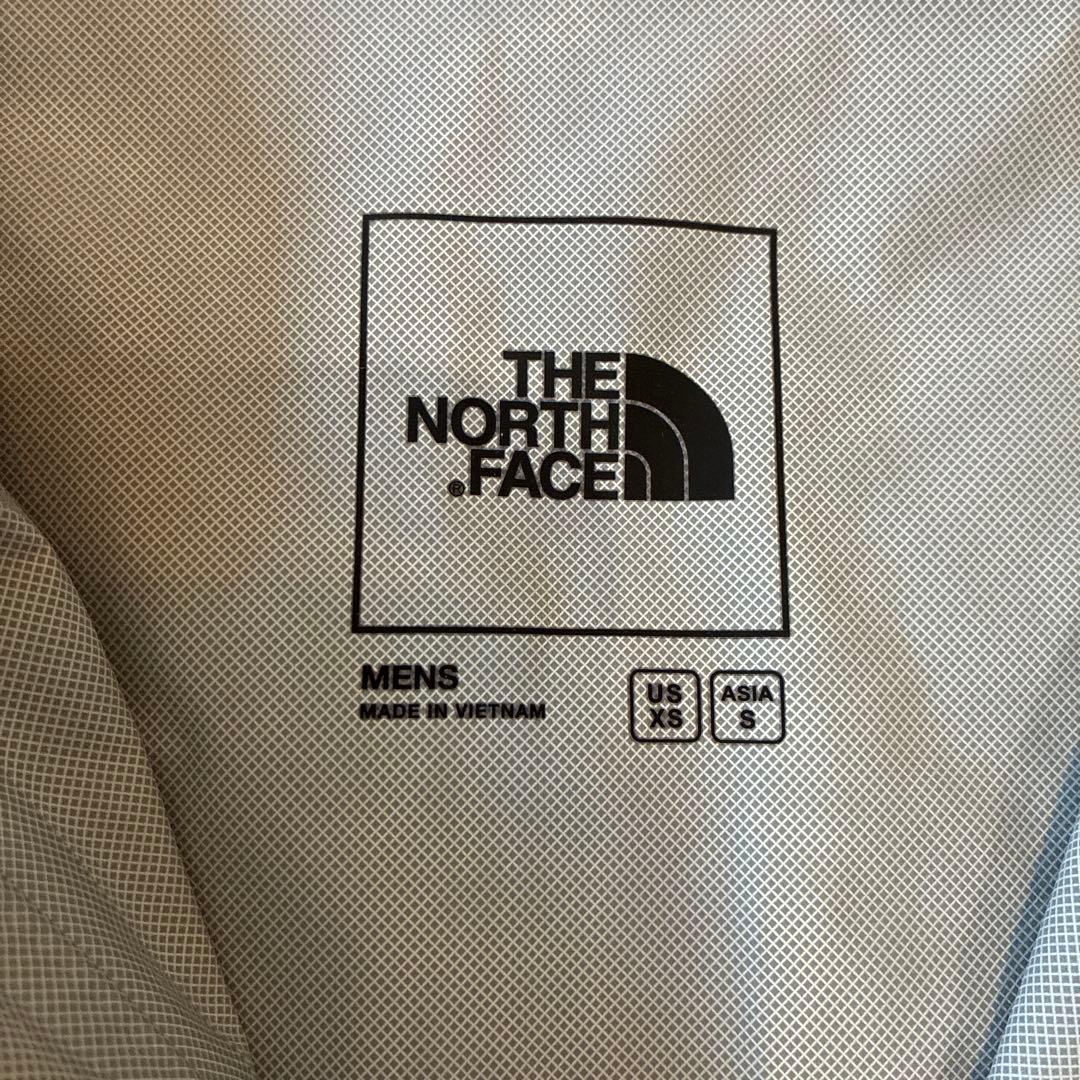 THE
NORTH
®FACE
MENS
MADE IN VIETNAM
US
XS
ASIA
S